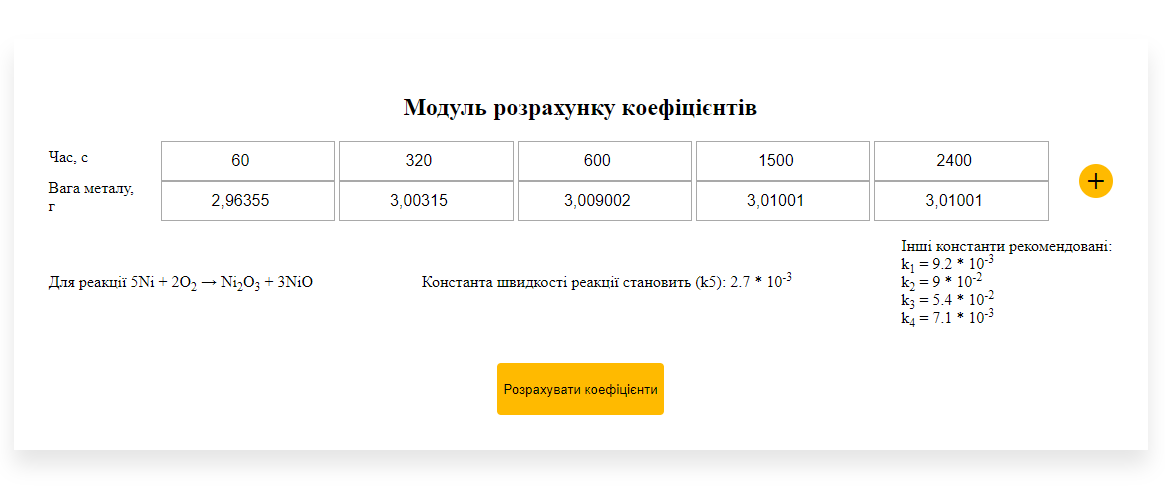 Модуль розрахунку коефіцієнтів
Час, с 60 320 600 1500 2400
Вага металу, г 2,96355 3,00315 3,009002 3,01001 3,01001
+
Для реакції 5Ni + 2O₂ → Ni₂O₃ + 3NiO
Константа швидкості реакції становить (k5): 2.7 * 10⁻³
Інші константи рекомендовані:
k₁ = 9.2 * 10⁻³
k₂ = 9 * 10⁻²
k₃ = 5.4 * 10⁻²
k₄ = 7.1 * 10⁻³
Розрахувати коефіцієнти